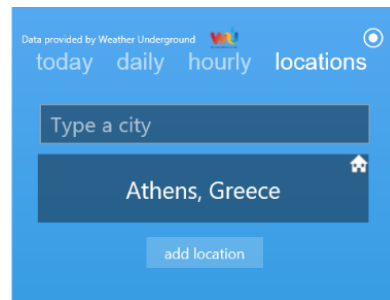 Data provided by Weather Underground wu
today daily hourly locations
Type a city
Athens, Greece
add location